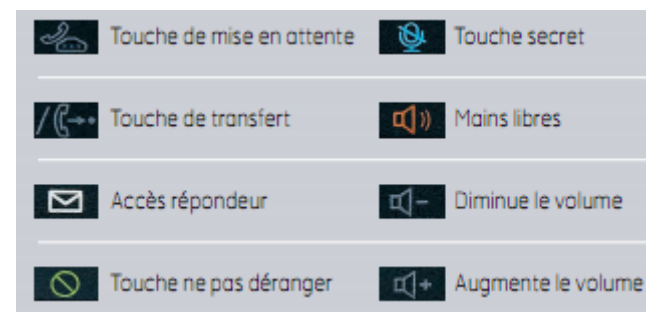 Touche de mise en attente
Touche secret
Touche de transfert
Mains libres
Accès répondeur
Diminue le volume
Touche ne pas déranger
Augmente le volume